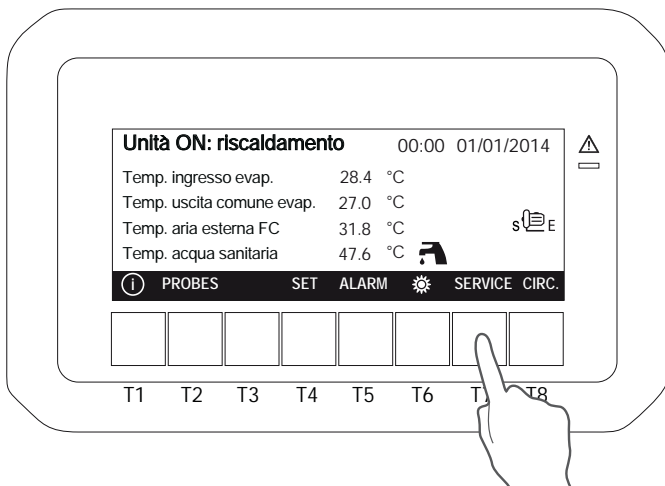 Unità ON: riscaldamento 00:00 01/01/2014
Temp. ingresso evap. 28.4 °C
Temp. uscita comune evap. 27.0 °C
Temp. aria esterna FC 31.8 °C
S E
Temp. acqua sanitaria 47.6 °C
i PROBES SET ALARM SERVICE CIRC.
T1 T2 T3 T4 T5 T6 T7 T8